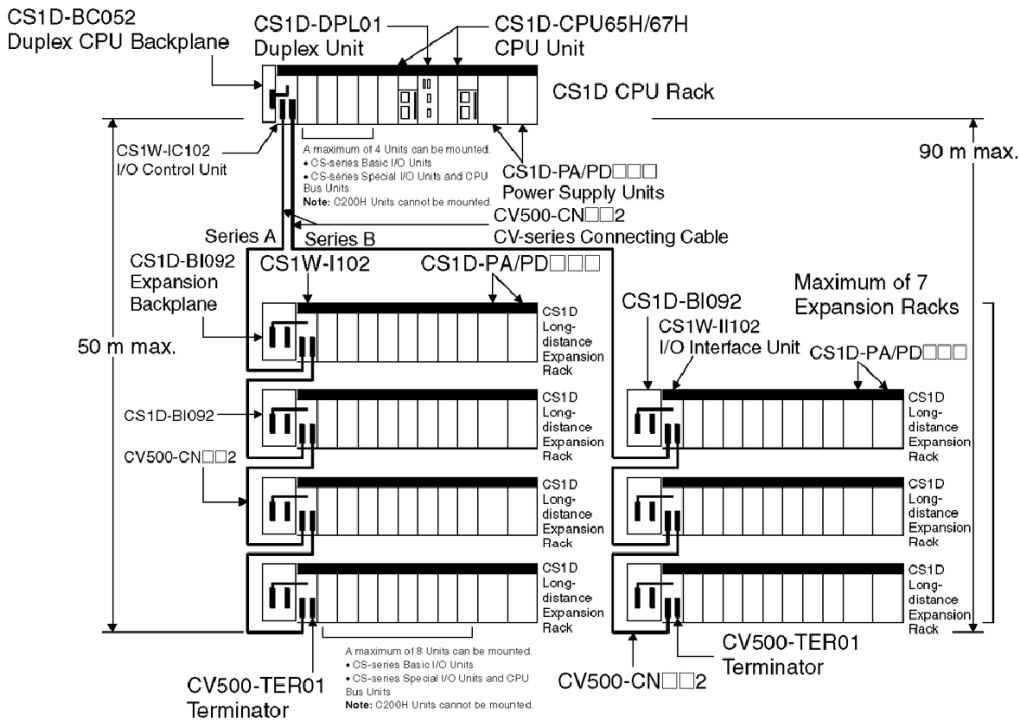 CS1D-BC052
Duplex CPU Backplane
CS1D-DPL01
Duplex Unit
CS1D-CPU65H/67H
CPU Unit
CS1D CPU Rack
CS1W-IC102
I/O Control Unit
A maximum of 4 Units can be mounted.
• CS-series Basic I/O Units
• CS-series Special I/O Units and CPU
Bus Units
Note: C200H Units cannot be mounted.
CS1D-PA/PD□□□
Power Supply Units
90 m max.
CV500-CN□□2
CV-series Connecting Cable
Series A
Series B
CS1D-BI092
Expansion
Backplane
CS1W-I102
CS1D-PA/PD□□□
CS1D
Long-
distance
Expansion
Rack
50 m max.
CS1D-BI092
CS1W-II102
I/O Interface Unit
Maximum of 7
Expansion Racks
CS1D-PA/PD□□□
CS1D-BI092
CS1D
Long-
distance
Expansion
Rack
CS1D
Long-
distance
Expansion
Rack
CV500-CN□□2
CS1D
Long-
distance
Expansion
Rack
CS1D
Long-
distance
Expansion
Rack
CS1D
Long-
distance
Expansion
Rack
CS1D
Long-
distance
Expansion
Rack
CV500-TER01
Terminator
A maximum of 8 Units can be mounted.
• CS-series Basic I/O Units
• CS-series Special I/O Units and CPU
Bus Units
Note: C200H Units cannot be mounted.
CV500-CN□□2
CV500-TER01
Terminator